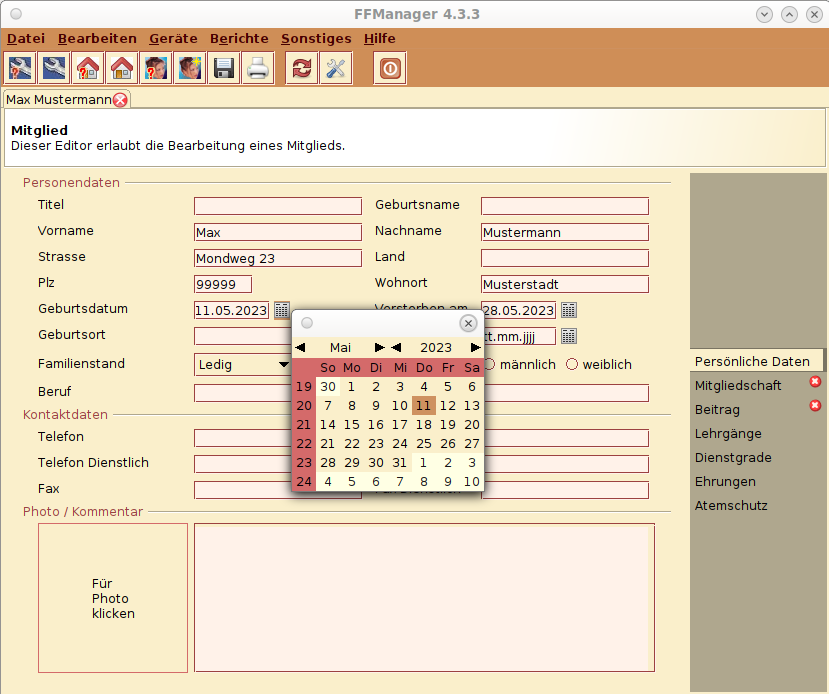 FFManager 4.3.3
Datei Bearbeiten Geräte Berichte Sonstiges Hilfe
Max Mustermann
Mitglied
Dieser Editor erlaubt die Bearbeitung eines Mitglieds.
Personendaten
Titel Geburtsname
Vorname Max Nachname Mustermann
Strasse Mondweg 23 Land
Plz 99999 Wohnort Musterstadt
Geburtsdatum 11.05.2023 Verstorben am 28.05.2023
Geburtsort tt.mm.jjjj
Familienstand Ledig männlich weiblich
Beruf
Kontaktdaten
Telefon
Telefon Dienstlich
Fax Fax Dienstlich
Photo / Kommentar
Für
Photo
klicken
Mai 2023
So Mo Di Mi Do Fr Sa
19 30 1 2 3 4 5 6
20 7 8 9 10 11 12 13
21 14 15 16 17 18 19 20
22 21 22 23 24 25 26 27
23 28 29 30 31 1 2 3
24 4 5 6 7 8 9 10
Persönliche Daten
Mitgliedschaft
Beitrag
Lehrgänge
Dienstgrade
Ehrungen
Atemschutz